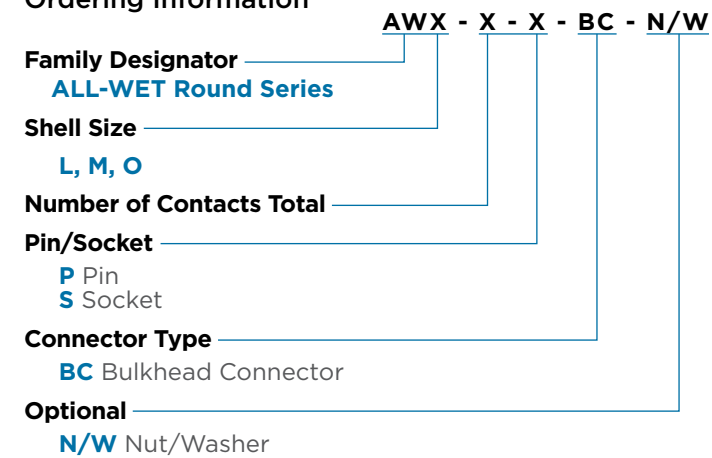 Ordering Information
AWX - X - X - BC - N/W
Family Designator
ALL-WET Round Series
Shell Size
L, M, O
Number of Contacts Total
Pin/Socket
P Pin
S Socket
Connector Type
BC Bulkhead Connector
Optional
N/W Nut/Washer